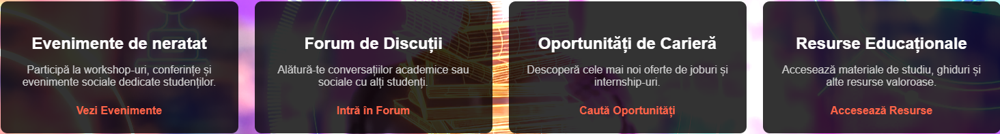 Evenimente de neratat
Participă la workshop-uri, conferințe și
evenimente sociale dedicate studenților.
Vezi Evenimente
Forum de Discuții
Alătură-te conversațiilor academice sau
sociale cu alți studenți.
Intră în Forum
Oportunități de Carieră
Descoperă cele mai noi oferte de joburi și
internship-uri.
Caută Oportunități
Resurse Educaționale
Accesează materiale de studiu, ghiduri și
alte resurse valoroase.
Accesează Resurse